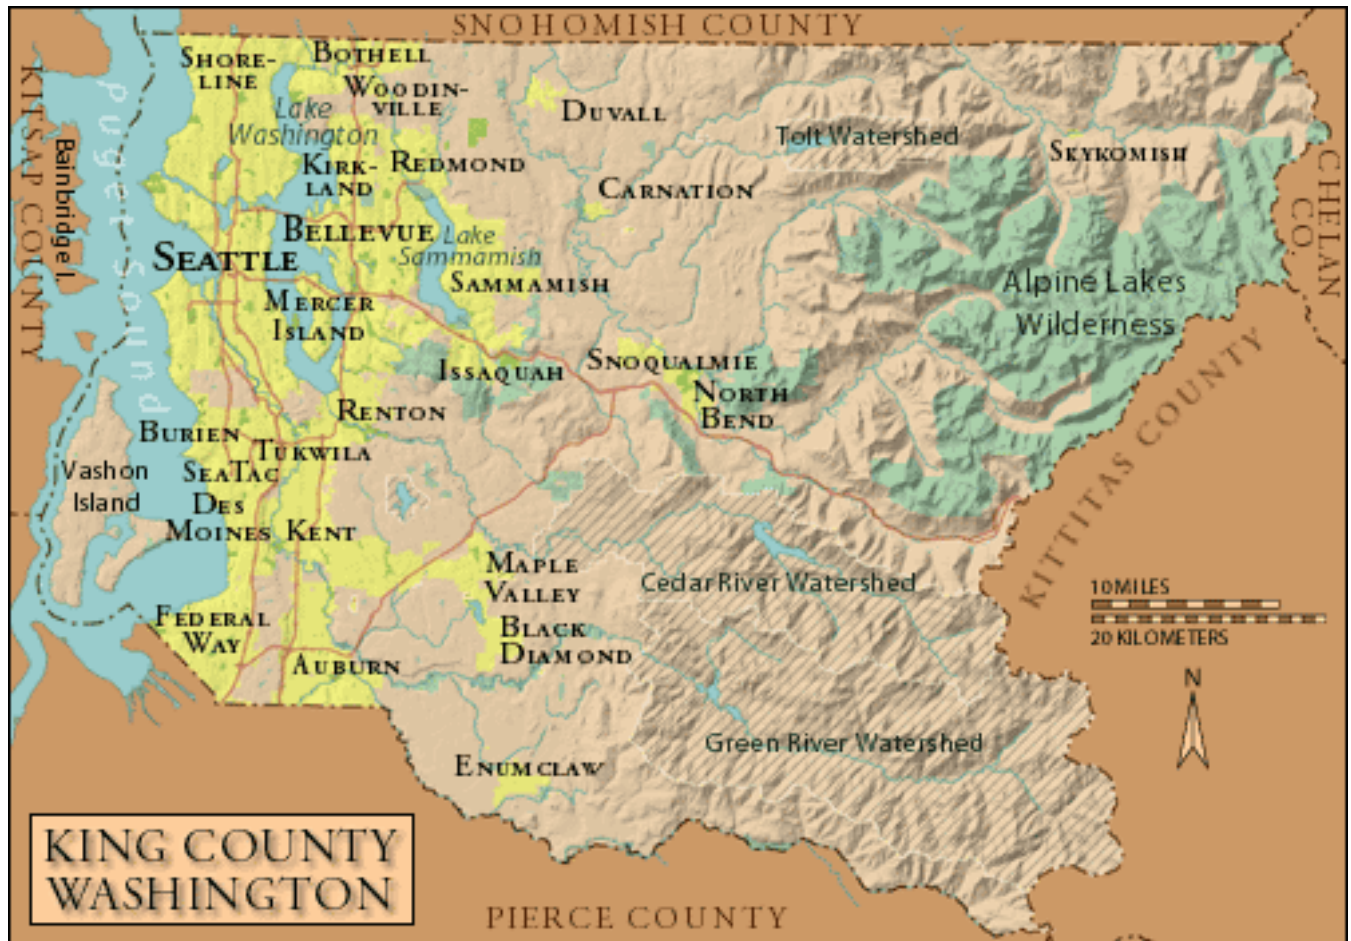 SNOHOMISH COUNTY
SHORE-
LINE
BOTHELL
WOODIN-
VILLE
Lake
Washington
DUVALL
Tolt Watershed
SKYKOMISH
KITSAP COUNTY
Bainbridge I.
Puget Sound
KIRK-
LAND
REDMOND
CARNATION
CHELAN
CO.
BELLEVUE
Lake
Sammamish
SEATTLE
SAMMAMISH
Alpine Lakes
Wilderness
MERCER
ISLAND
ISSAQUAH
SNOQUALMIE
NORTH
BEND
RENTON
BURIEN
TUKWILA
Vashon
Island
SEATAC
DES
MOINES
KENT
KITTITAS COUNTY
MAPLE
VALLEY
Cedar River Watershed
10 MILES
20 KILOMETERS
FEDERAL
WAY
BLACK
DIAMOND
AUBURN
N
Green River Watershed
ENUMCLAW
KING COUNTY
WASHINGTON
PIERCE COUNTY